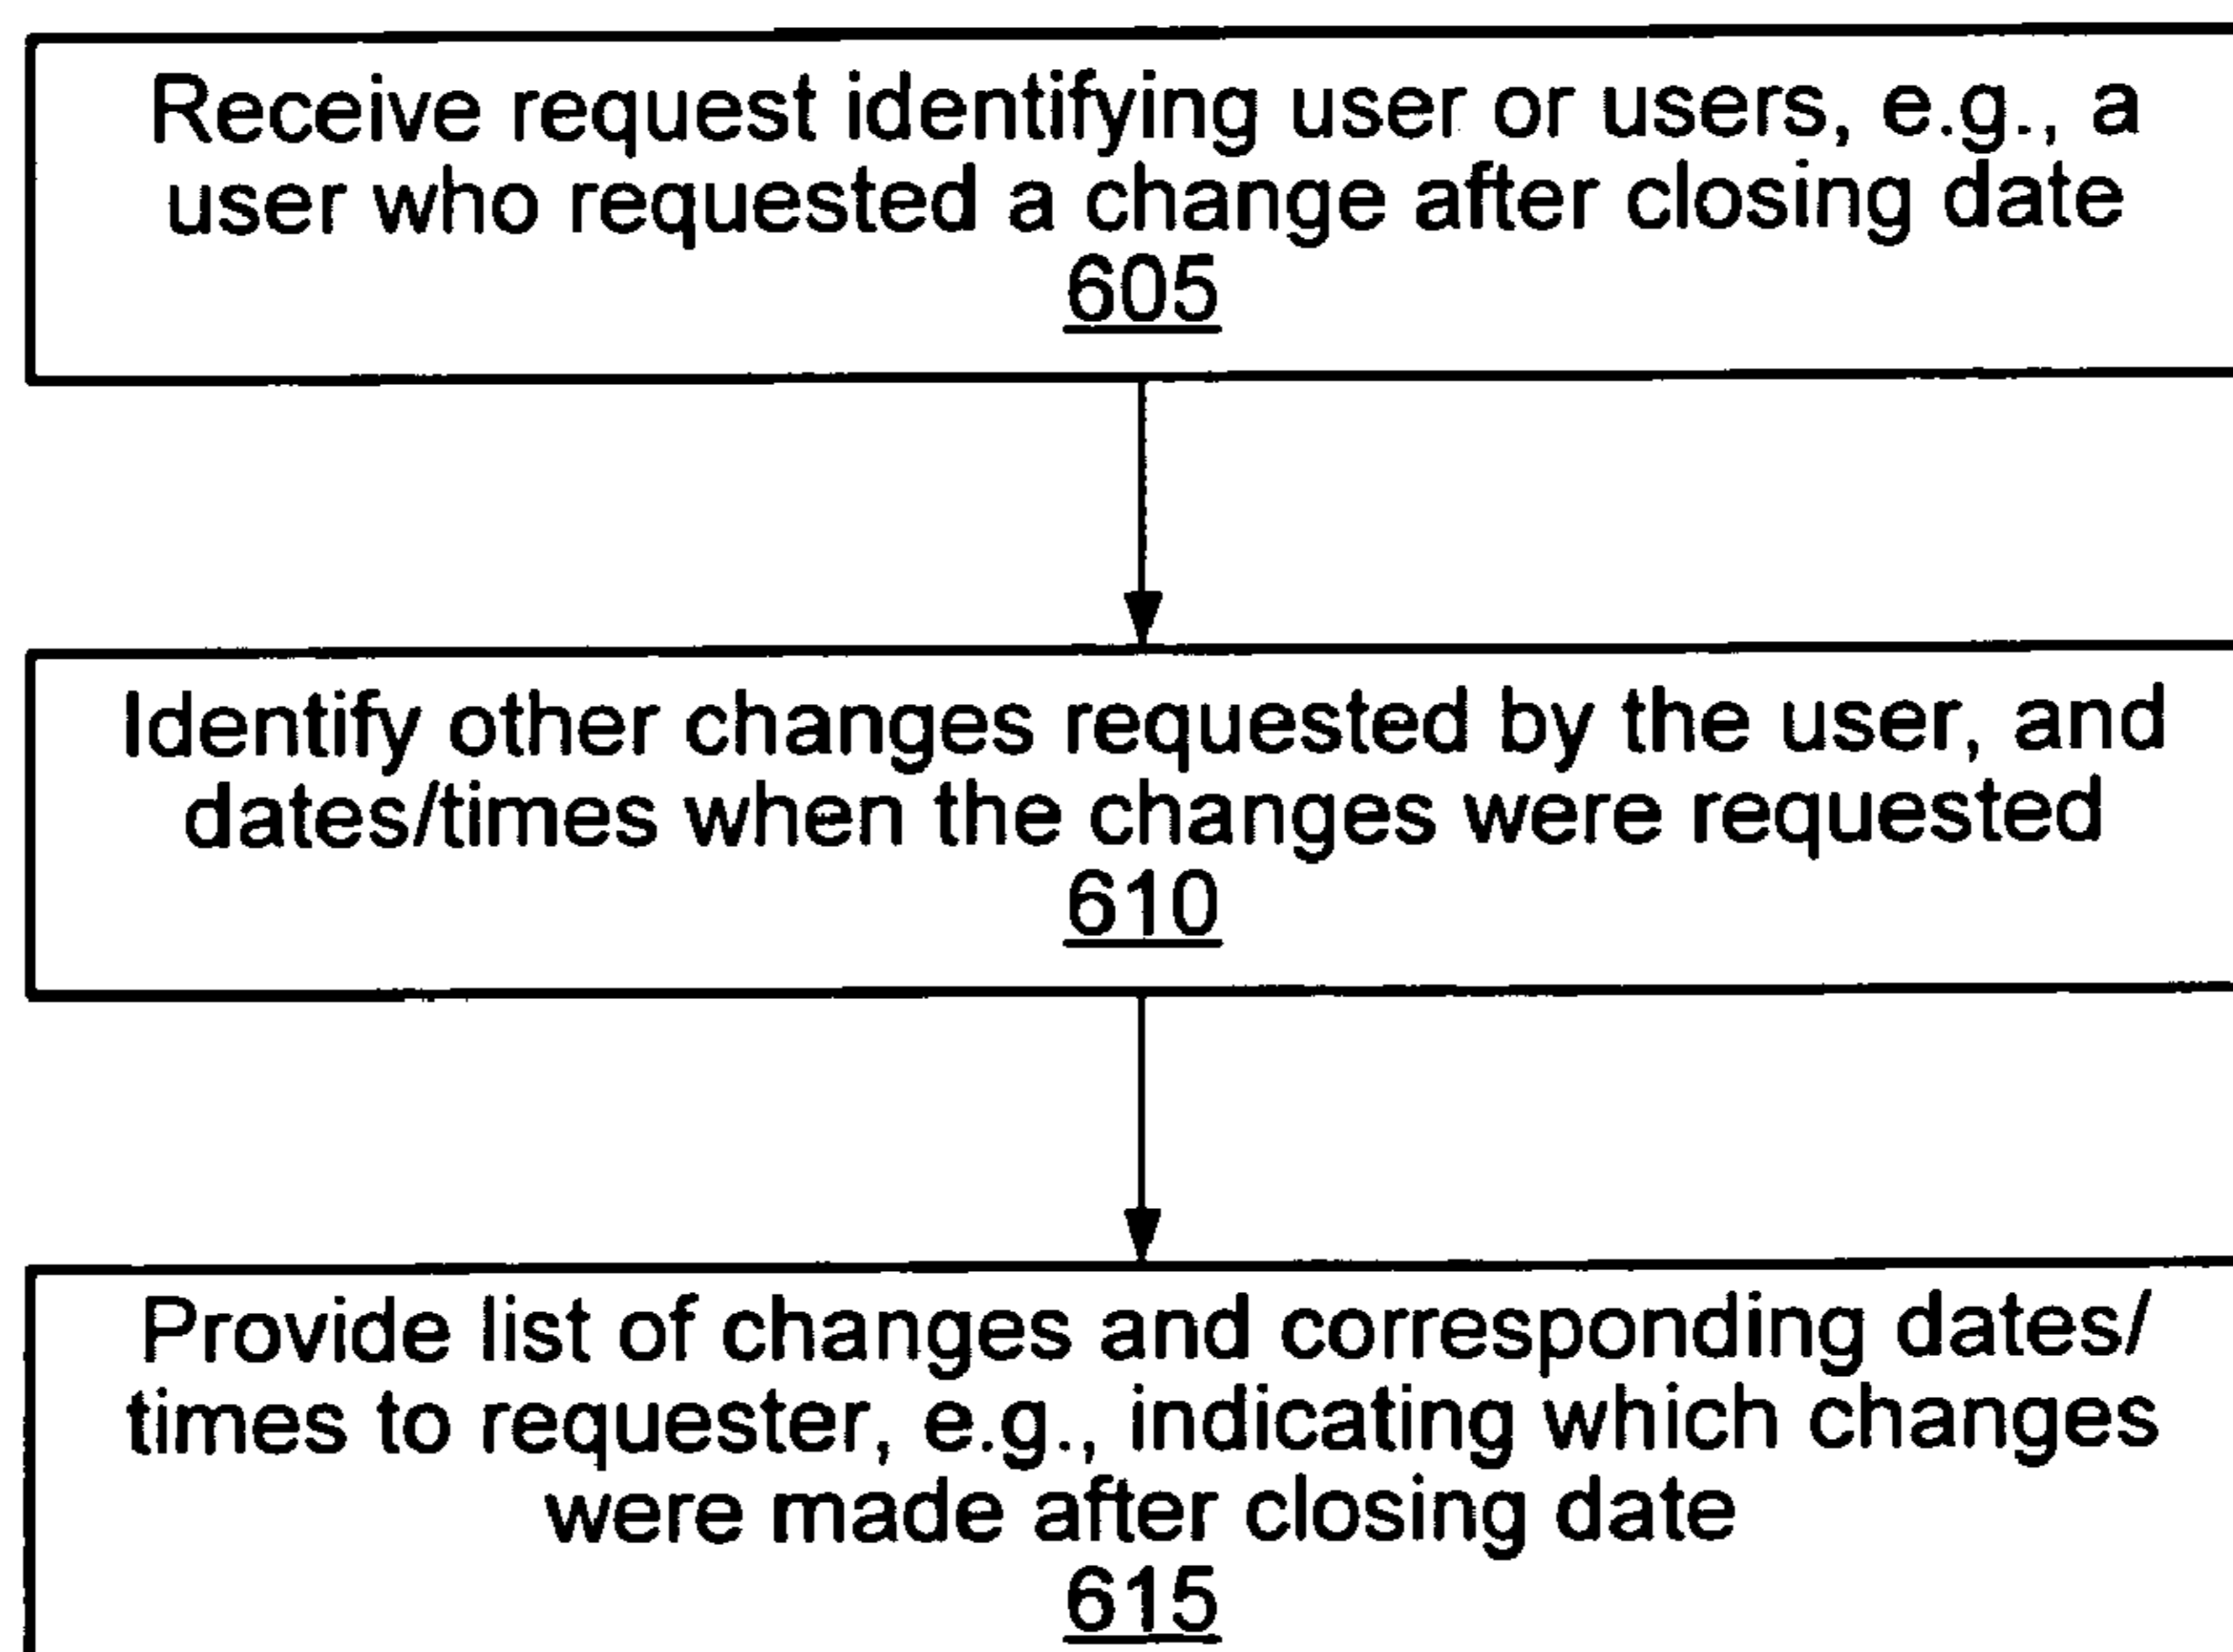 Receive request identifying user or users, e.g., a
user who requested a change after closing date
605
Identify other changes requested by the user, and
dates/times when the changes were requested
610
Provide list of changes and corresponding dates/
times to requester, e.g., indicating which changes
were made after closing date
615